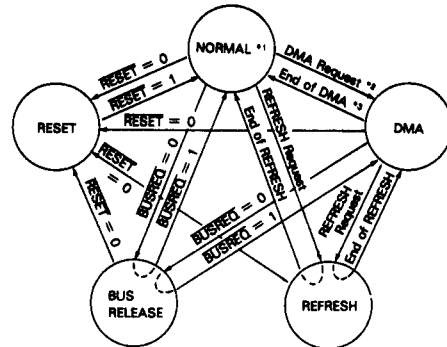 NORMAL *1
RESET = 0
RESET = 1
DMA Request *2
End of DMA *3
RESET
RESET = 0
DMA
RESET = 0
BUSREQ = 0
BUSREQ = 1
REFRESH Request
End of REFRESH
RESET = 0
BUSREQ = 0
BUSREQ = 1
REFRESH Request
End of REFRESH
BUS
RELEASE
REFRESH